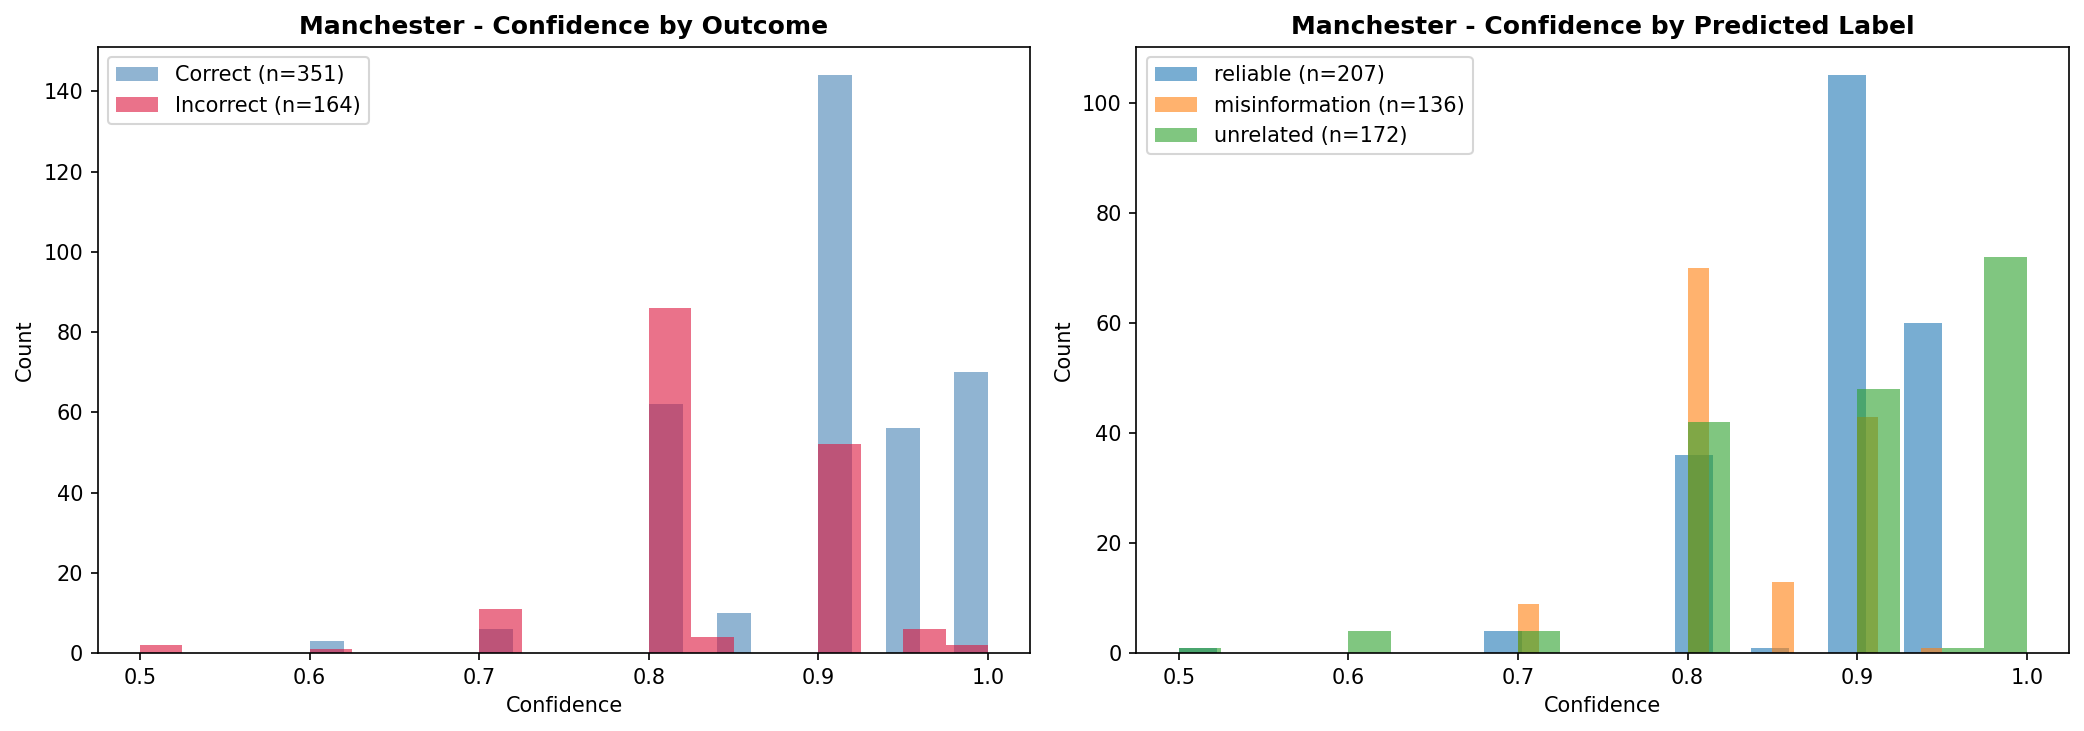 Manchester - Confidence by Outcome
Correct (n=351)
Incorrect (n=164)
Count
140
120
100
80
60
40
20
0
0.5 0.6 0.7 0.8 0.9 1.0
Confidence
Manchester - Confidence by Predicted Label
reliable (n=207)
misinformation (n=136)
unrelated (n=172)
Count
100
80
60
40
20
0
0.5 0.6 0.7 0.8 0.9 1.0
Confidence